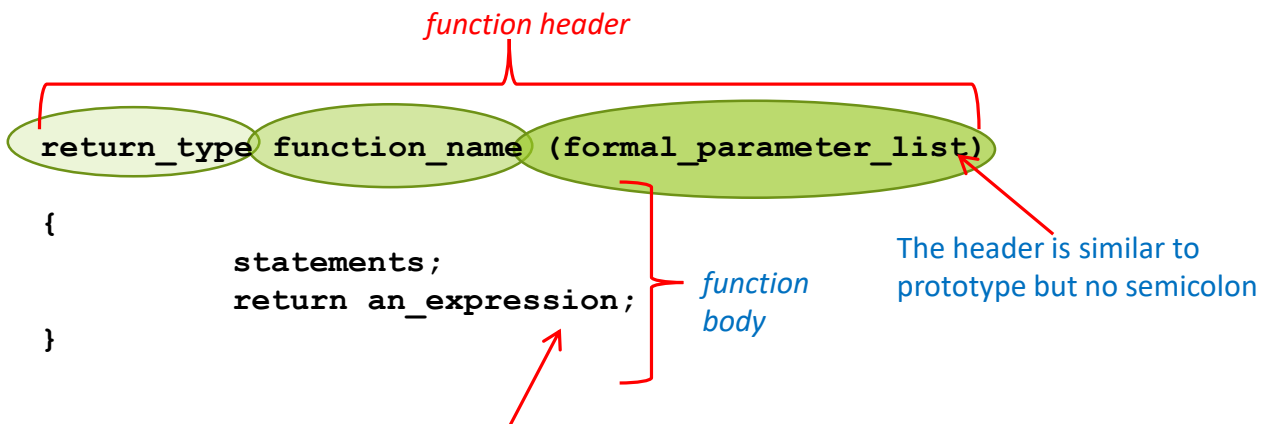 function header
return_type function_name (formal_parameter_list)
{
statements;
return an_expression;
}
function
body
The header is similar to
prototype but no semicolon